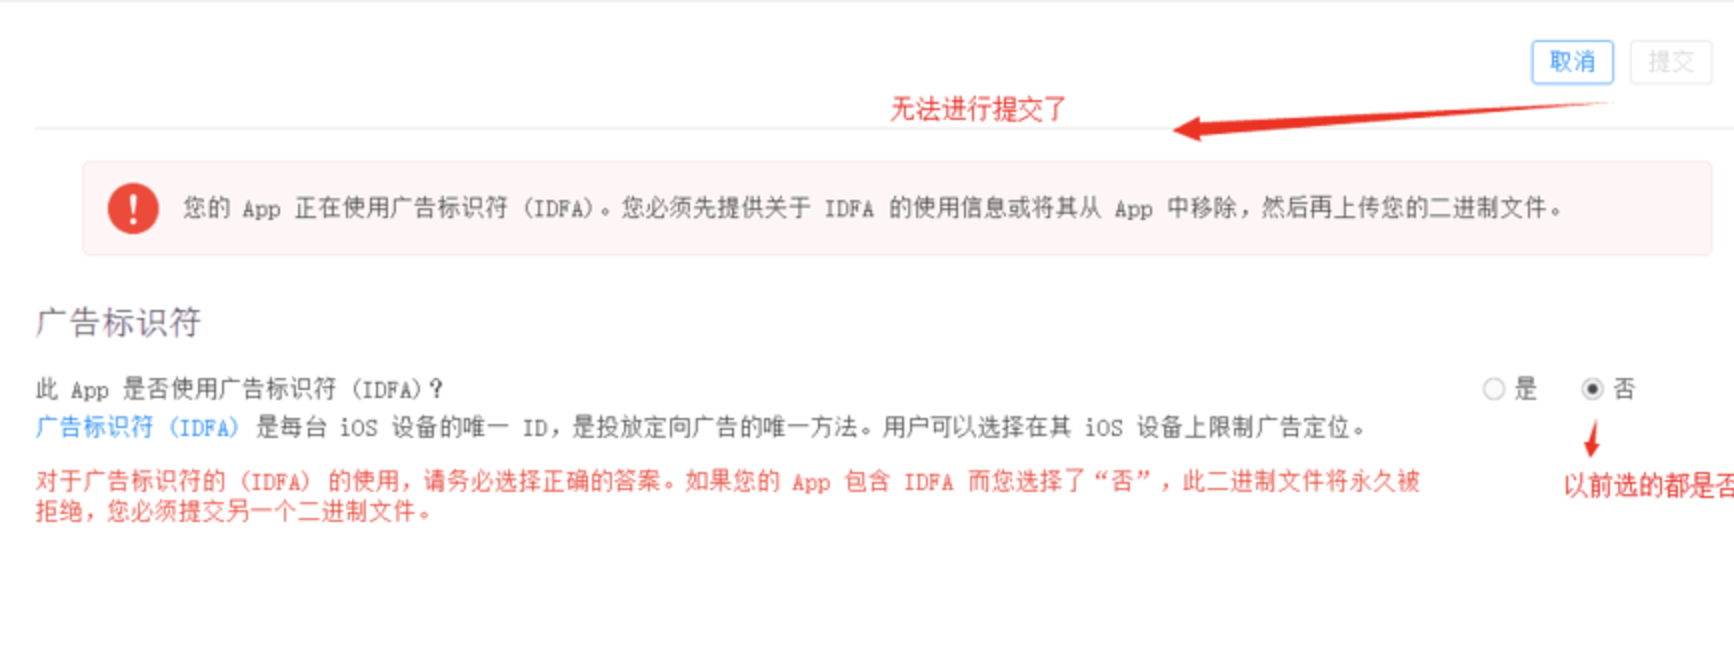 取消 提交
无法进行提交了
您的 App 正在使用广告标识符 (IDFA)。您必须先提供关于 IDFA 的使用信息或将其从 App 中移除，然后再上传您的二进制文件。
广告标识符
此 App 是否使用广告标识符 (IDFA)？ 是 否
广告标识符 (IDFA) 是每台 iOS 设备的唯一 ID，是投放定向广告的唯一方法。用户可以选择在其 iOS 设备上限制广告定位。
对于广告标识符的 (IDFA) 的使用，请务必选择正确的答案。如果您的 App 包含 IDFA 而您选择了“否”，此二进制文件将永久被
拒绝，您必须提交另一个二进制文件。
以前选的都是否